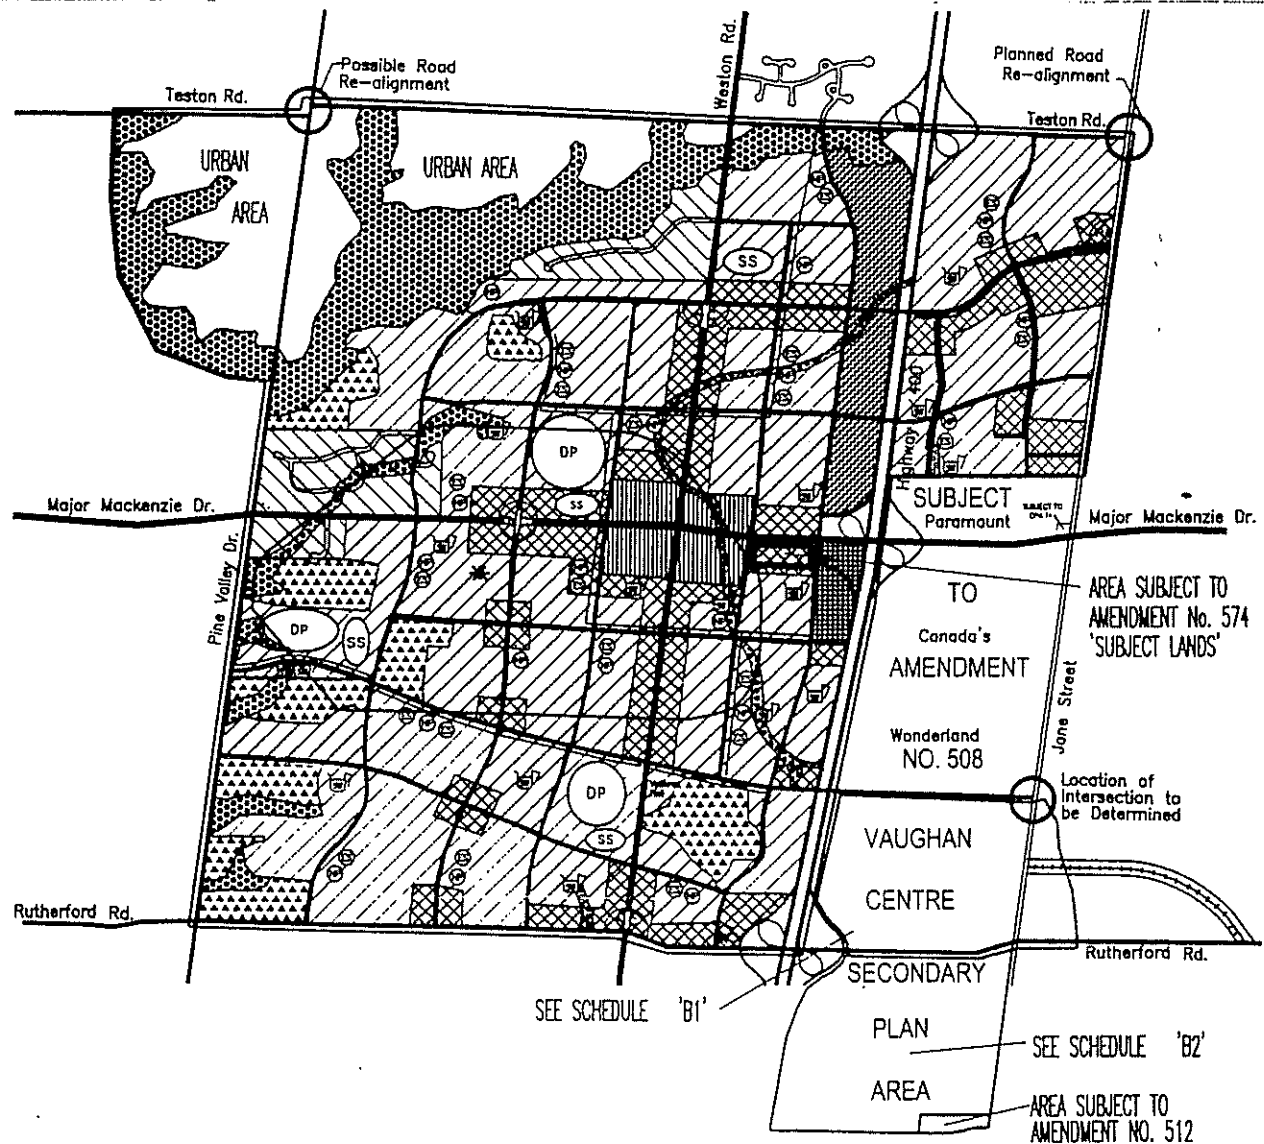 Possible Road
Re-alignment
Teston Rd.
Weston Rd.
Planned Road
Re-alignment
Teston Rd.
URBAN
AREA
URBAN AREA
SS
DP
SS
Highway 400
Major Mackenzie Dr.
SUBJECT
Paramount
Major Mackenzie Dr.
Pine Valley Dr.
AREA SUBJECT TO
AMENDMENT No. 574
'SUBJECT LANDS'
TO
Canada's
AMENDMENT
Wonderland
NO. 508
Jane Street
DP
SS
DP
SS
Location of
Intersection to
be Determined
VAUGHAN
CENTRE
Rutherford Rd.
Rutherford Rd.
SECONDARY
SEE SCHEDULE 'B1'
PLAN
SEE SCHEDULE 'B2'
AREA
AREA SUBJECT TO
AMENDMENT NO. 512